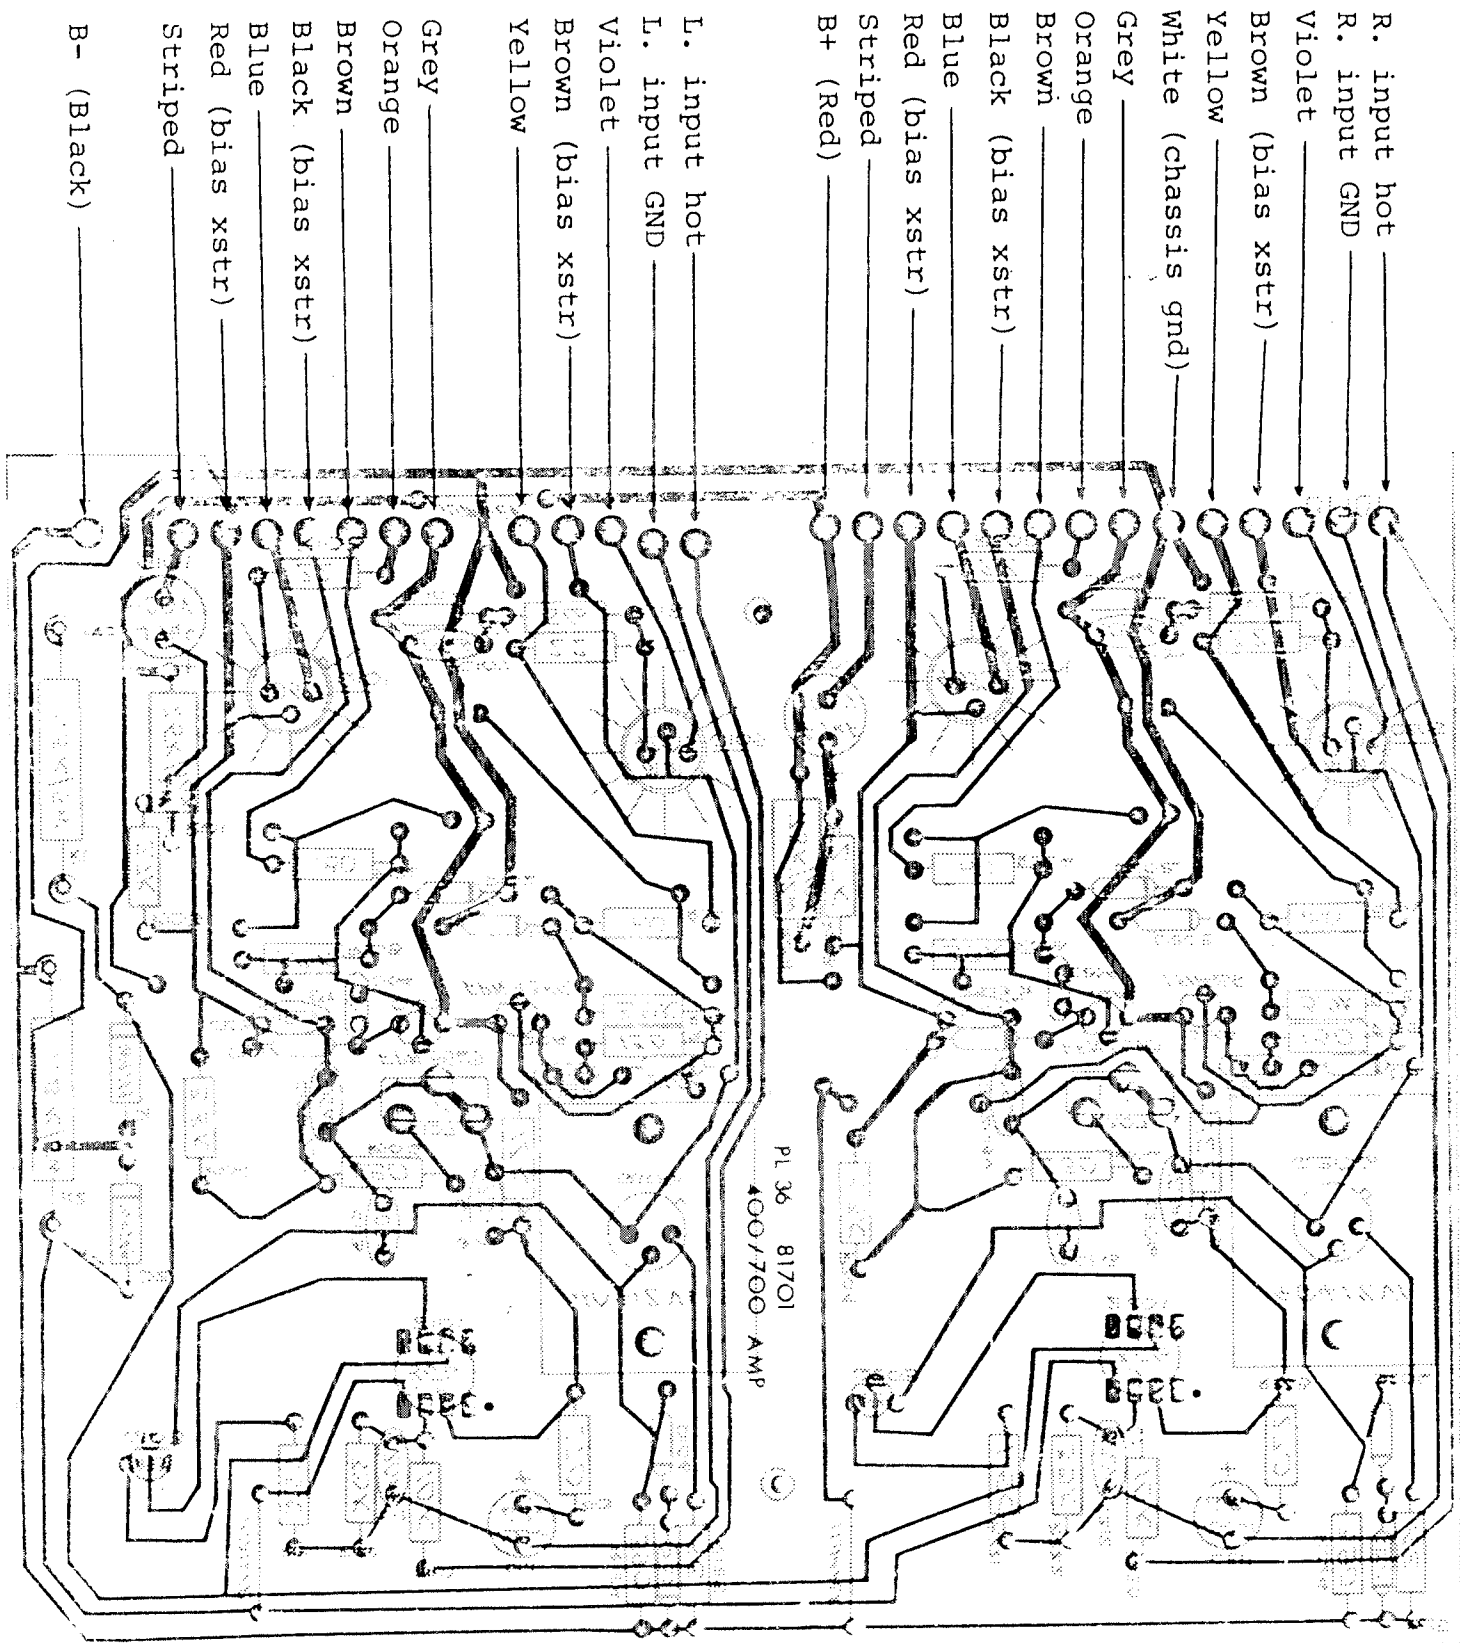 R. input hot
R. input GND
Violet
Brown (bias xstr)
Yellow
White (chassis gnd)
Grey
Orange
Brown
Black (bias xstr)
Blue
Red (bias xstr)
Striped
B+ (Red)
L. input hot
L. input GND
Violet
Brown (bias xstr)
Yellow
Grey
Orange
Brown
Black (bias xstr)
Blue
Red (bias xstr)
Striped
B- (Black)
PL 36 81701
400/700 AMP